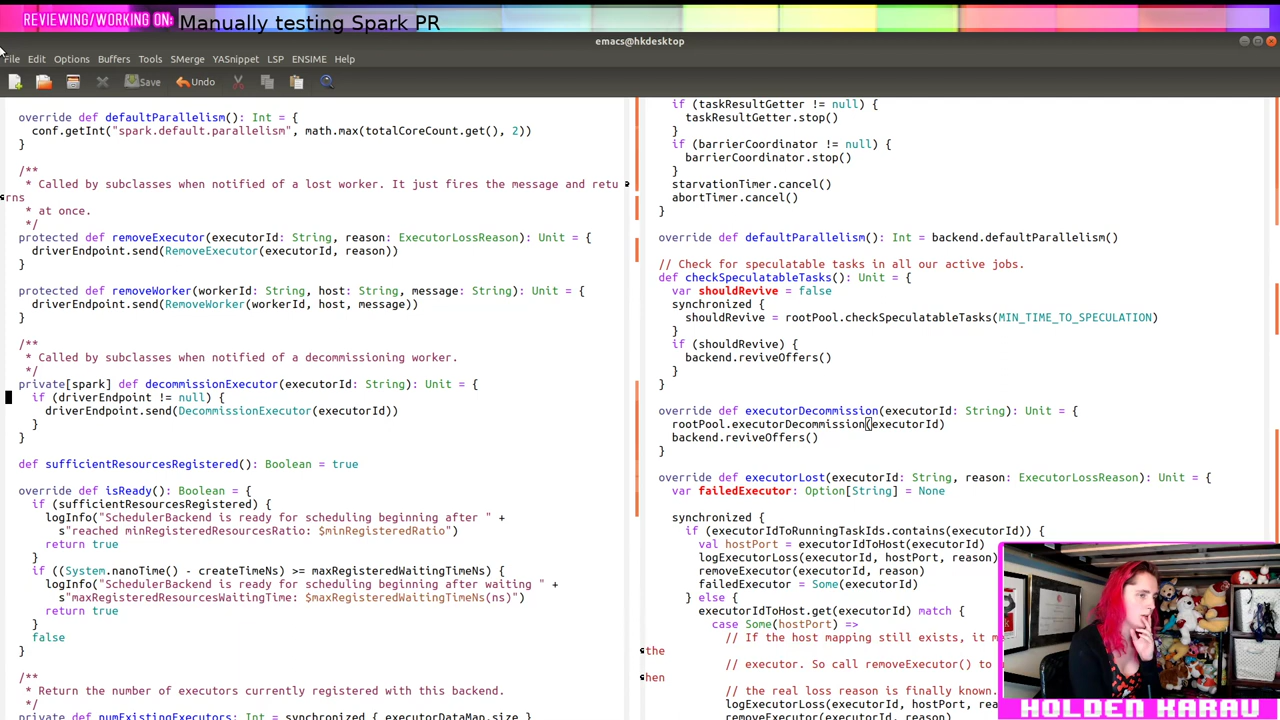 REVIEWING/WORKING ON: Manually testing Spark PR
emacs@hkdesktop
File Edit Options Buffers Tools SMerge YASnippet LSP ENSIME Help
Save Undo
override def defaultParallelism(): Int = {
conf.getInt("spark.default.parallelism", math.max(totalCoreCount.get(), 2))
}
/**
* Called by subclasses when notified of a lost worker. It just fires the message and retu
rns
* at once.
*/
protected def removeExecutor(executorId: String, reason: ExecutorLossReason): Unit = {
driverEndpoint.send(RemoveExecutor(executorId, reason))
}
protected def removeWorker(workerId: String, host: String, message: String): Unit = {
driverEndpoint.send(RemoveWorker(workerId, host, message))
}
/**
* Called by subclasses when notified of a decommissioning worker.
*/
private[spark] def decommissionExecutor(executorId: String): Unit = {
if (driverEndpoint != null) {
driverEndpoint.send(DecommissionExecutor(executorId))
}
}
def sufficientResourcesRegistered(): Boolean = true
override def isReady(): Boolean = {
if (sufficientResourcesRegistered) {
logInfo("SchedulerBackend is ready for scheduling beginning after " +
s"reached minRegisteredResourcesRatio: $minRegisteredRatio")
return true
}
if ((System.nanoTime() - createTimeNs) >= maxRegisteredWaitingTimeNs) {
logInfo("SchedulerBackend is ready for scheduling beginning after waiting " +
s"maxRegisteredResourcesWaitingTime: $maxRegisteredWaitingTimeNs(ns)")
return true
}
false
}
/**
* Return the number of executors currently registered with this backend.
*/
private def numExistingExecutors: Int = synchronized { executorDataMap.size }
if (taskResultGetter != null) {
taskResultGetter.stop()
}
if (barrierCoordinator != null) {
barrierCoordinator.stop()
}
starvationTimer.cancel()
abortTimer.cancel()
}
override def defaultParallelism(): Int = backend.defaultParallelism()
// Check for speculatable tasks in all our active jobs.
def checkSpeculatableTasks(): Unit = {
var shouldRevive = false
synchronized {
shouldRevive = rootPool.checkSpeculatableTasks(MIN_TIME_TO_SPECULATION)
}
if (shouldRevive) {
backend.reviveOffers()
}
}
override def executorDecommission(executorId: String): Unit = {
rootPool.executorDecommission(executorId)
backend.reviveOffers()
}
override def executorLost(executorId: String, reason: ExecutorLossReason): Unit = {
var failedExecutor: Option[String] = None
synchronized {
if (executorIdToRunningTaskIds.contains(executorId)) {
val hostPort = executorIdToHost(executorId)
logExecutorLoss(executorId, hostPort, reason)
removeExecutor(executorId, reason)
failedExecutor = Some(executorId)
} else {
executorIdToHost.get(executorId) match {
case Some(hostPort) =>
// If the host mapping still exists, it m
the
// executor. So call removeExecutor() to
hen
// the real loss reason is finally known.
logExecutorLoss(executorId, hostPort, reas
removeExecutor(executorId, reason)
HOLDEN KARAU